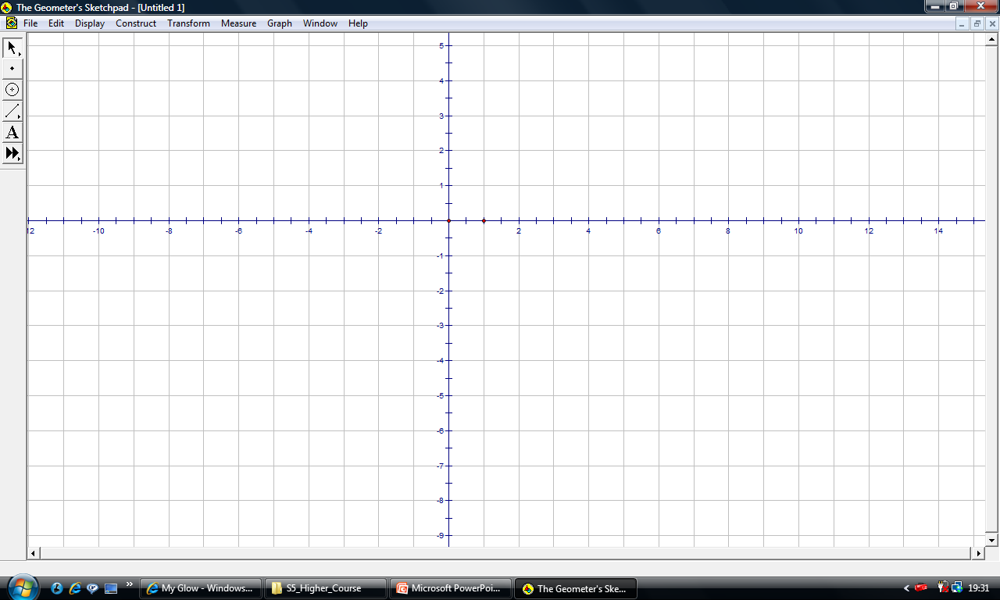 The Geometer's Sketchpad - [Untitled 1]
File Edit Display Construct Transform Measure Graph Window Help
A
5
4
3
2
1
12 -10 -8 -6 -4 -2 2 4 6 8 10 12 14
-1
-2
-3
-4
-5
-6
-7
-8
-9
My Glow - Windows... S5_Higher_Course Microsoft PowerPoi... The Geometer's Ske... 19:31